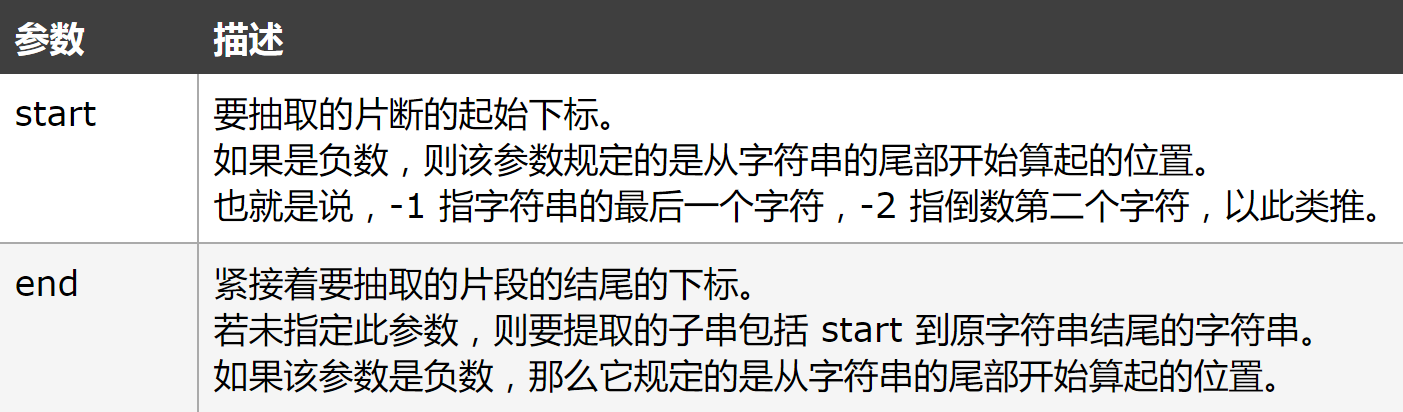 参数 描述
start 要抽取的片断的起始下标。
如果是负数，则该参数规定的是从字符串的尾部开始算起的位置。
也就是说，-1 指字符串的最后一个字符，-2 指倒数第二个字符，以此类推。
end 紧接着要抽取的片段的结尾的下标。
若未指定此参数，则要提取的子串包括 start 到原字符串结尾的字符串。
如果该参数是负数，那么它规定的是从字符串的尾部开始算起的位置。